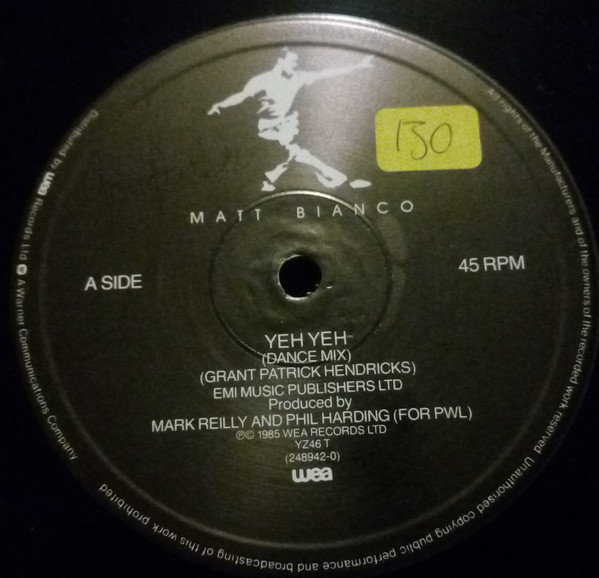 130
MATT BIANCO
A SIDE
45 RPM
YEH YEH
(DANCE MIX)
(GRANT PATRICK HENDRICKS)
EMI MUSIC PUBLISHERS LTD
Produced by
MARK REILLY AND PHIL HARDING (FOR PWL)
ⓅⒸ 1985 WEA RECORDS LTD
YZ46 T
(248942-0)
wea
All rights of the Manufacturers and of the owners of the recorded work reserved Unauthorised copying public performance and broadcasting of this work prohibited
Distributed by wea Records Ltd A Warner Communications Company